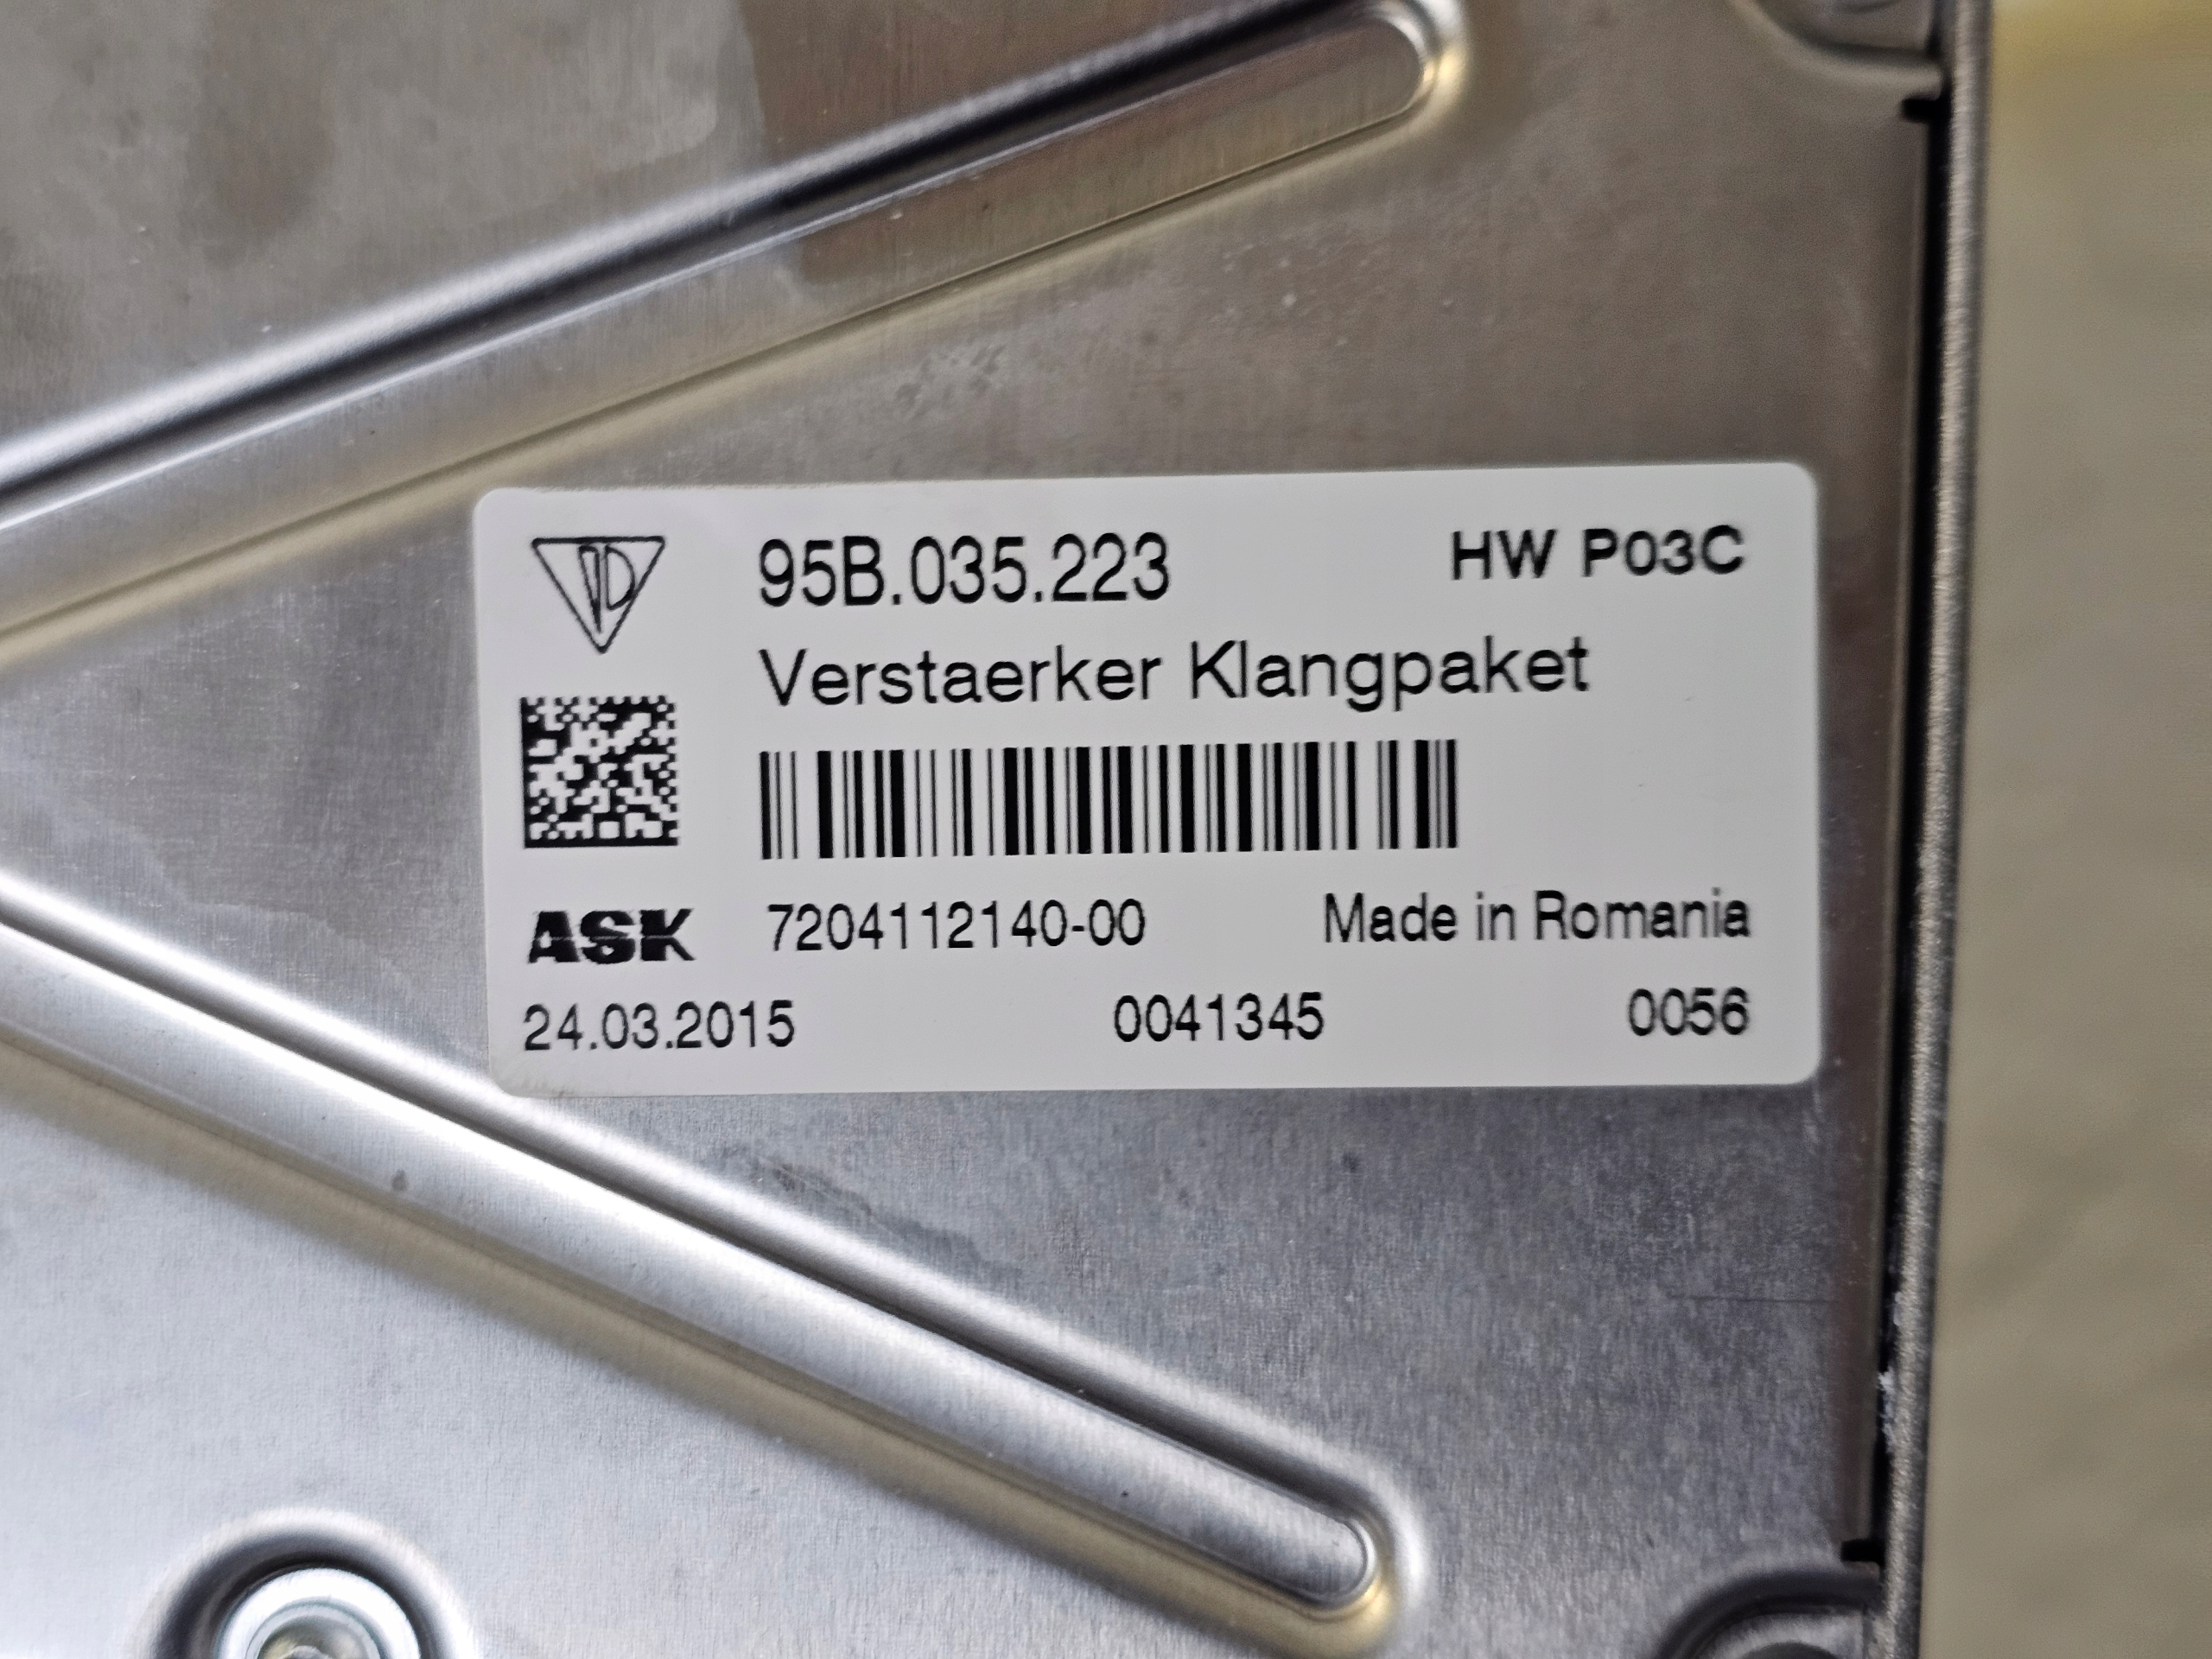 95B.035.223 HW P03C
Verstaerker Klangpaket
ASK 7204112140-00 Made in Romania
24.03.2015 0041345 0056